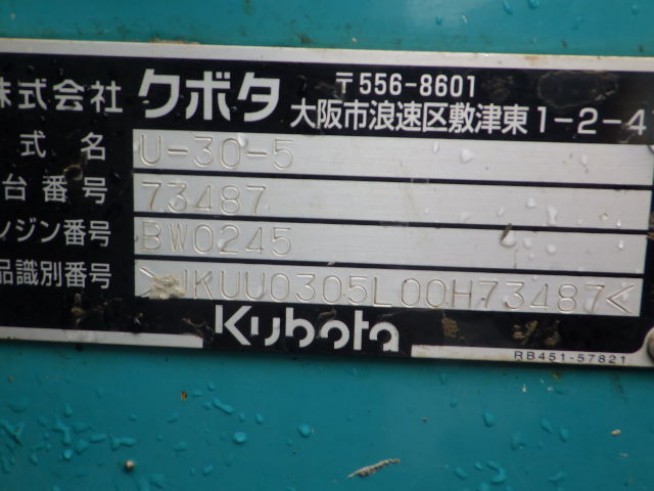 株式会社 クボタ 〒556-8601
大阪市浪速区敷津東1-2-4
式 名 U-30-5
台番号 73487
ンジン番号 BW0245
品識別番号 >JKUU0305L00H73487<
Kubota
RB451-57821